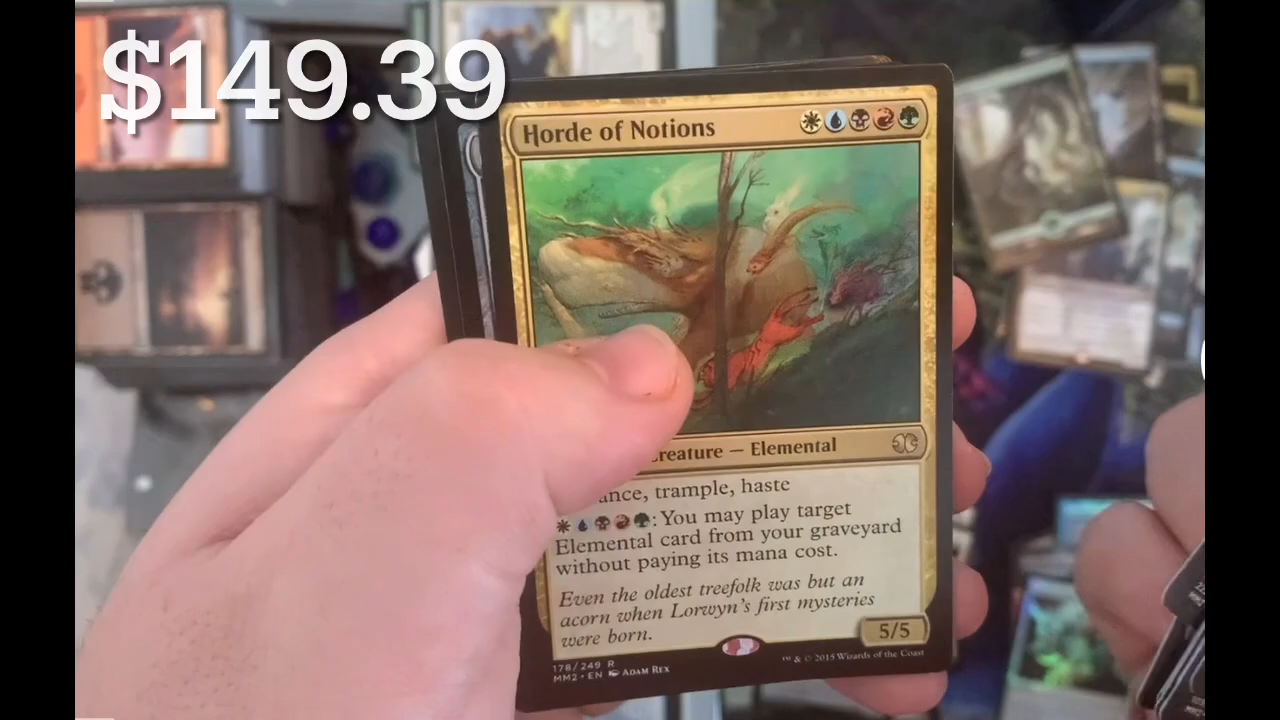 $149.39
Horde of Notions
Creature — Elemental
ance, trample, haste
: You may play target
Elemental card from your graveyard
without paying its mana cost.
Even the oldest treefolk was but an
acorn when Lorwyn's first mysteries
were born.
5/5
178/249 R
MM2 • EN ADAM REX
™ & © 2015 Wizards of the Coast